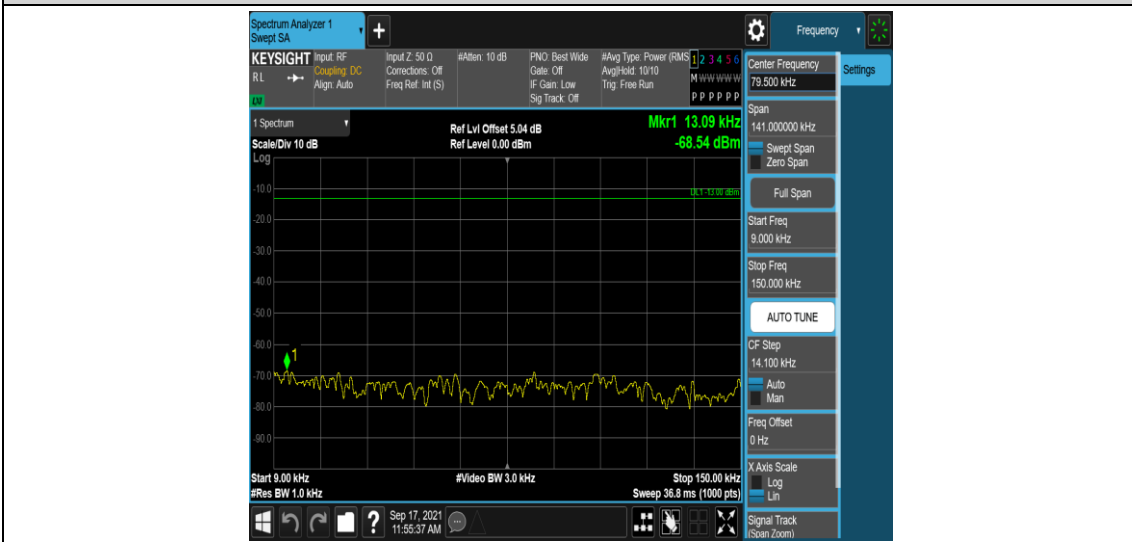 Spectrum Analyzer 1
Swept SA
+
Frequency
KEYSIGHT
RL
LXI
Input: RF
Coupling: DC
Align: Auto
Input Z: 50 Ω
Corrections: Off
Freq Ref: Int (S)
#Atten: 10 dB
PNO: Best Wide
Gate: Off
IF Gain: Low
Sig Track: Off
#Avg Type: Power (RMS
Avg|Hold: 10/10
Trig: Free Run
1 2 3 4 5 6
M W W W W W
P P P P P P
1 Spectrum
Scale/Div 10 dB
Log
Ref Lvl Offset 5.04 dB
Ref Level 0.00 dBm
Mkr1 13.09 kHz
-68.54 dBm
DL1 -13.00 dBm
-10.0
-20.0
-30.0
-40.0
-50.0
-60.0
-70.0
-80.0
-90.0
1
Start 9.00 kHz
#Res BW 1.0 kHz
#Video BW 3.0 kHz
Stop 150.00 kHz
Sweep 36.8 ms (1000 pts)
?
Sep 17, 2021
11:55:37 AM
Center Frequency
79.500 kHz
Settings
Span
141.000000 kHz
Swept Span
Zero Span
Full Span
Start Freq
9.000 kHz
Stop Freq
150.000 kHz
AUTO TUNE
CF Step
14.100 kHz
Auto
Man
Freq Offset
0 Hz
X Axis Scale
Log
Lin
Signal Track
(Span Zoom)